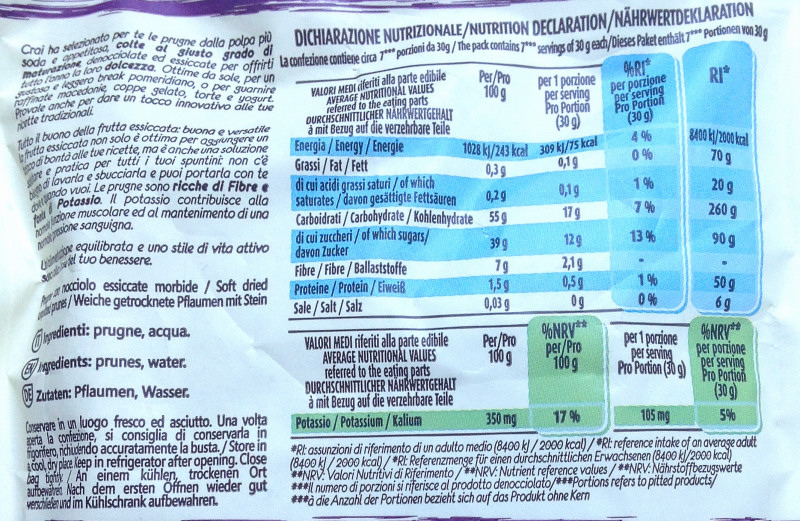 Crai ha selezionato per te le prugne dalla polpa più
soda e appetitosa, colte al giusto grado di
maturazione, denocciolate ed essiccate per offrirti
tutto l'anno la loro dolcezza. Ottime da sole, per un
gustoso e leggero break pomeridiano, o per guarnire
raffinate macedonie, coppe gelato, torte e yogurt.
Provale anche per dare un tocco innovativo alle tue
ricette tradizionali.
Tutto il buono della frutta essiccata: buona e versatile
la frutta essiccata non solo è ottima per aggiungere un
di bontà alle tue ricette, ma è anche una soluzione
e pratica per tutti i tuoi spuntini: non c'è
di lavarla e sbucciarla e puoi portarla con te
quando vuoi. Le prugne sono ricche di Fibre e
Potassio. Il potassio contribuisce alla
muscolare ed al mantenimento di una
pressione sanguigna.
equilibrata e uno stile di vita attivo
del tuo benessere.
nocciolo essiccate morbide / Soft dried
prunes / Weiche getrocknete Pflaumen mit Stein
IT Ingredienti: prugne, acqua.
EN Ingredients: prunes, water.
DE Zutaten: Pflaumen, Wasser.
Conservare in un luogo fresco ed asciutto. Una volta
aperta la confezione, si consiglia di conservarla in
frigorifero, richiudendo accuratamente la busta. / Store in
a cool, dry place. Keep in refrigerator after opening. Close
bag tightly. / An einem kühlen, trockenen Ort
aufbewahren. Nach dem ersten Öffnen wieder gut
verschließen und im Kühlschrank aufbewahren.
DICHIARAZIONE NUTRIZIONALE/NUTRITION DECLARATION/NÄHRWERTDEKLARATION
La confezione contiene circa 7*** porzioni da 30g / The pack contains 7*** servings of 30 g each/Dieses Paket enthält 7*** Portionen von 30 g
VALORI MEDI riferiti alla parte edibile
AVERAGE NUTRITIONAL VALUES
referred to the eating parts
DURCHSCHNITTLICHER NÄHRWERTGEHALT
à mit Bezug auf die verzehrbare Teile
Per/Pro
100 g
per 1 porzione
per serving
Pro Portion
(30 g)
%RI*
per porzione
per serving
Pro Portion
(30 g)
RI*
Energia / Energy / Energie 1028 kJ/243 kal 309 kJ/75 kcal 4 % 8400 kJ/2000 kcal
Grassi / Fat / Fett 0,3 g 0,1 g 0 % 70 g
di cui acidi grassi saturi / of which
saturates / davon gesättigte Fettsäuren 0,2 g 0,1 g 1 % 20 g
Carboidrati / Carbohydrate / Kohlenhydrate 55 g 17 g 7 % 260 g
di cui zuccheri / of which sugars/
davon Zucker 39 g 12 g 13 % 90 g
Fibre / Fibre / Ballaststoffe 7 g 2,1 g - -
Proteine / Protein / Eiweiß 1,5 g 0,5 g 1 % 50 g
Sale / Salt / Salz 0,03 g 0 g 0 % 6 g
VALORI MEDI riferiti alla parte edibile
AVERAGE NUTRITIONAL VALUES
referred to the eating parts
DURCHSCHNITTLICHER NÄHRWERTGEHALT
à mit Bezug auf die verzehrbare Teile
Per/Pro
100 g
%NRV**
per/Pro
100 g
per 1 porzione
per serving
Pro Portion (30 g)
%NRV**
per porzione
per serving
Pro Portion
(30 g)
Potassio / Potassium / Kalium 350 mg 17 % 105 mg 5%
*RI: assunzioni di riferimento di un adulto medio (8400 kJ / 2000 kcal) / *RI: reference intake of an average adult
(8400 kJ / 2000 kcal) / *RI: Referenzmenge für einen durchschnittlichen Erwachsenen (8400 kJ/2000 kcal)
**NRV: Valori Nutritivi di Riferimento / **NRV: Nutrient reference values / **NRV: Nährstoffbezugswerte
***Il numero di porzioni si riferisce al prodotto denocciolato/***Portions refers to pitted products/
***à die Anzahl der Portionen bezieht sich auf das Produkt ohne Kern